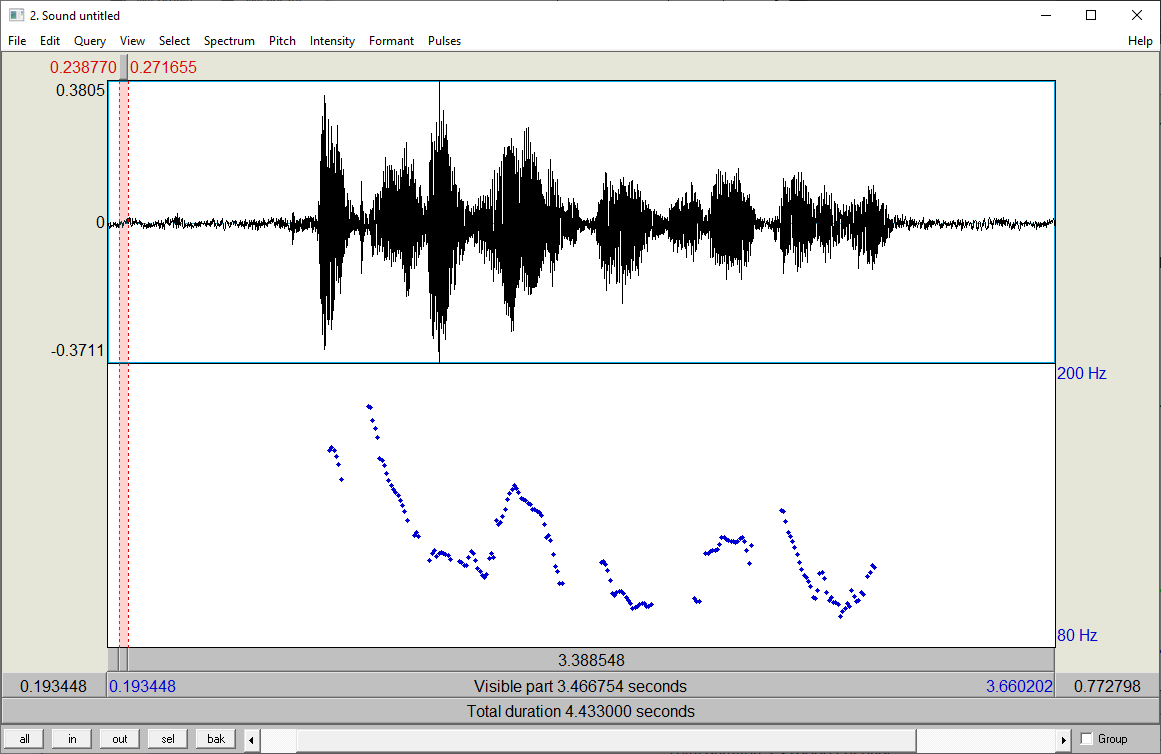 2. Sound untitled
File Edit Query View Select Spectrum Pitch Intensity Formant Pulses Help
0.238770 0.271655
0.3805
0
-0.3711
200 Hz
80 Hz
3.388548
0.193448 0.193448 Visible part 3.466754 seconds 3.660202 0.772798
Total duration 4.433000 seconds
all in out sel bak Group